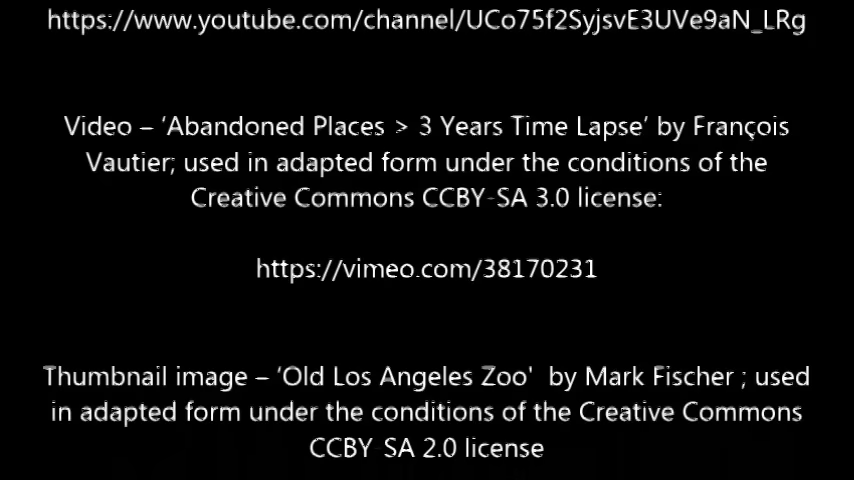 https://www.youtube.com/channel/UCo75f2SyjsvE3UVe9aN_LRg
Video – ‘Abandoned Places > 3 Years Time Lapse’ by François
Vautier; used in adapted form under the conditions of the
Creative Commons CCBY-SA 3.0 license:
https://vimeo.com/38170231
Thumbnail image – ‘Old Los Angeles Zoo'  by Mark Fischer ; used
in adapted form under the conditions of the Creative Commons
CCBY-SA 2.0 license